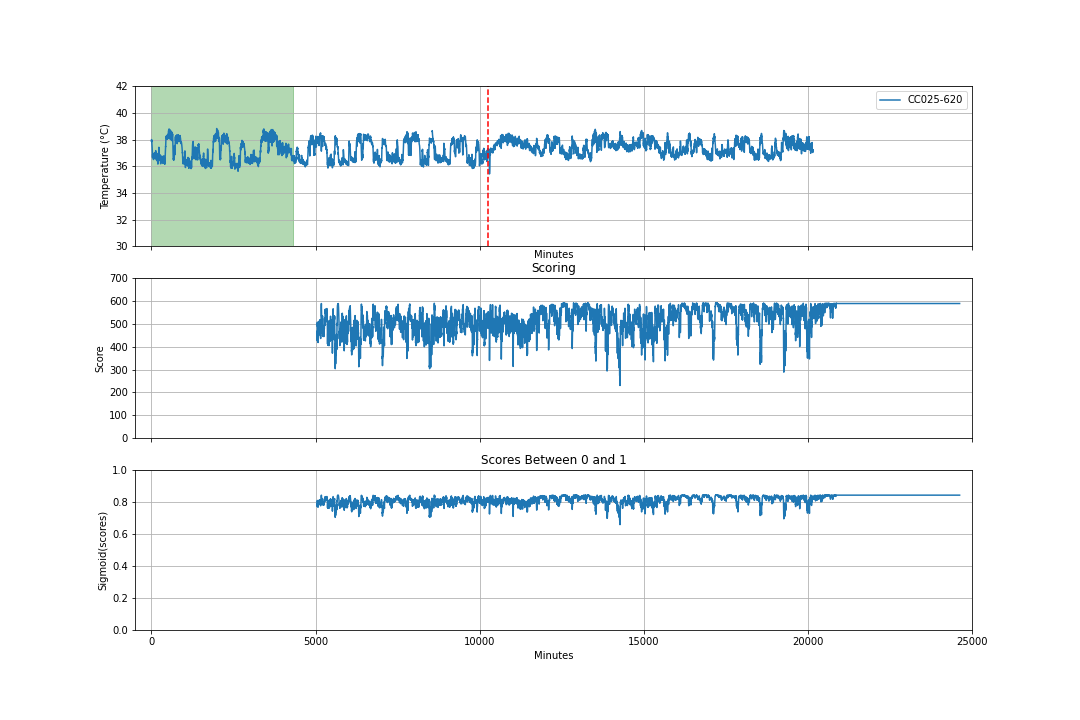 42
40
38
36
34
32
30
Temperature (°C)
CC025-620
Minutes
Scoring
700
600
500
400
300
200
100
0
Score
Scores Between 0 and 1
1.0
0.8
0.6
0.4
0.2
0.0
Sigmoid(scores)
0 5000 10000 15000 20000 25000
Minutes